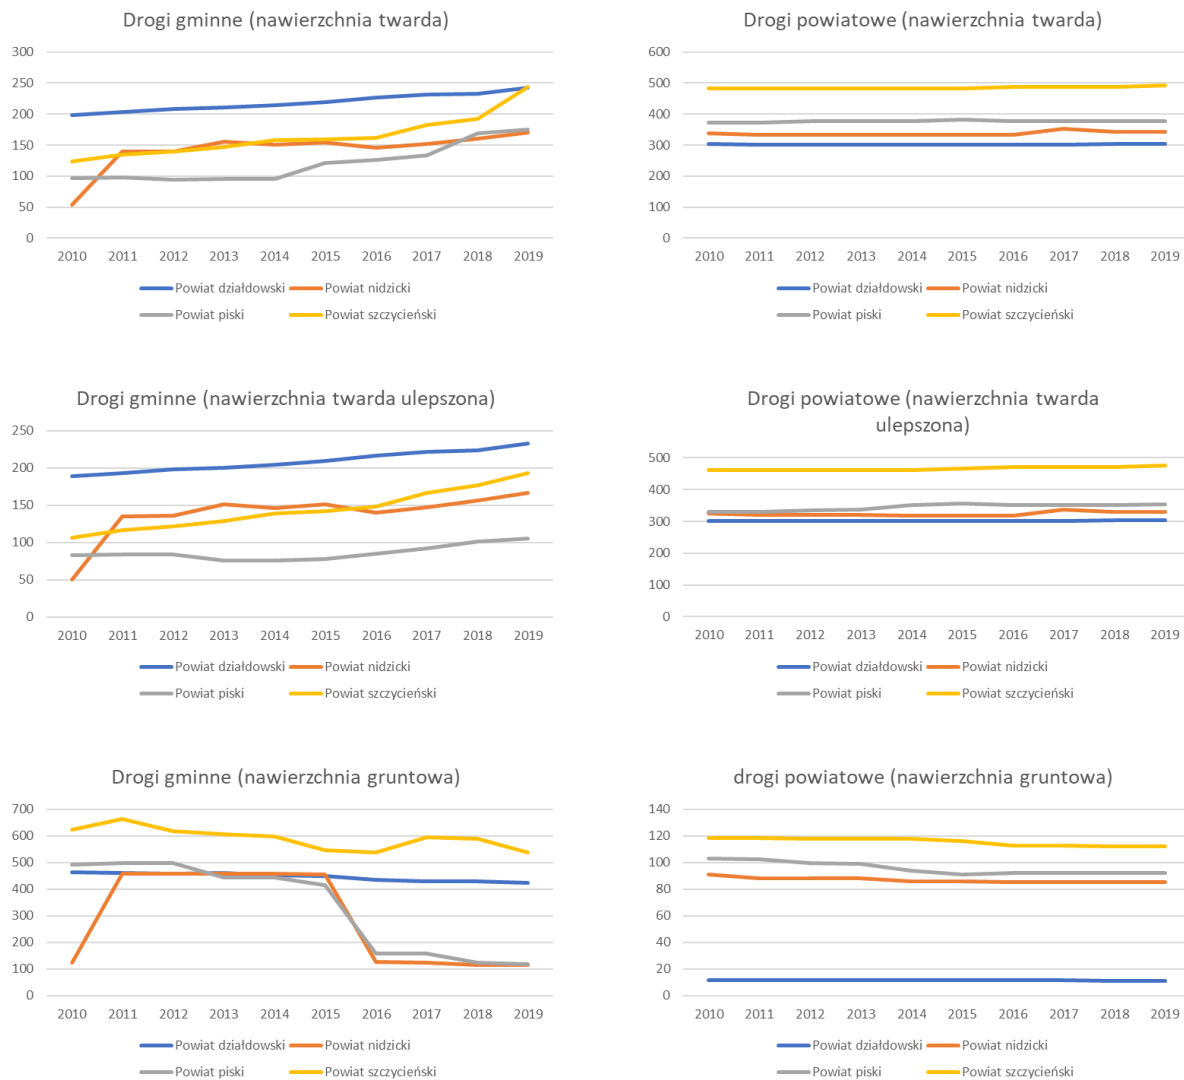 Drogi gminne (nawierzchnia twarda)
300
250
200
150
100
50
0
2010 2011 2012 2013 2014 2015 2016 2017 2018 2019
Powiat działdowski Powiat nidzicki
Powiat piski Powiat szczycieński
Drogi powiatowe (nawierzchnia twarda)
600
500
400
300
200
100
0
2010 2011 2012 2013 2014 2015 2016 2017 2018 2019
Powiat działdowski Powiat nidzicki
Powiat piski Powiat szczycieński
Drogi gminne (nawierzchnia twarda ulepszona)
250
200
150
100
50
0
2010 2011 2012 2013 2014 2015 2016 2017 2018 2019
Powiat działdowski Powiat nidzicki
Powiat piski Powiat szczycieński
Drogi powiatowe (nawierzchnia twarda
ulepszona)
500
400
300
200
100
0
2010 2011 2012 2013 2014 2015 2016 2017 2018 2019
Powiat działdowski Powiat nidzicki
Powiat piski Powiat szczycieński
Drogi gminne (nawierzchnia gruntowa)
700
600
500
400
300
200
100
0
2010 2011 2012 2013 2014 2015 2016 2017 2018 2019
Powiat działdowski Powiat nidzicki
Powiat piski Powiat szczycieński
drogi powiatowe (nawierzchnia gruntowa)
140
120
100
80
60
40
20
0
2010 2011 2012 2013 2014 2015 2016 2017 2018 2019
Powiat działdowski Powiat nidzicki
Powiat piski Powiat szczycieński